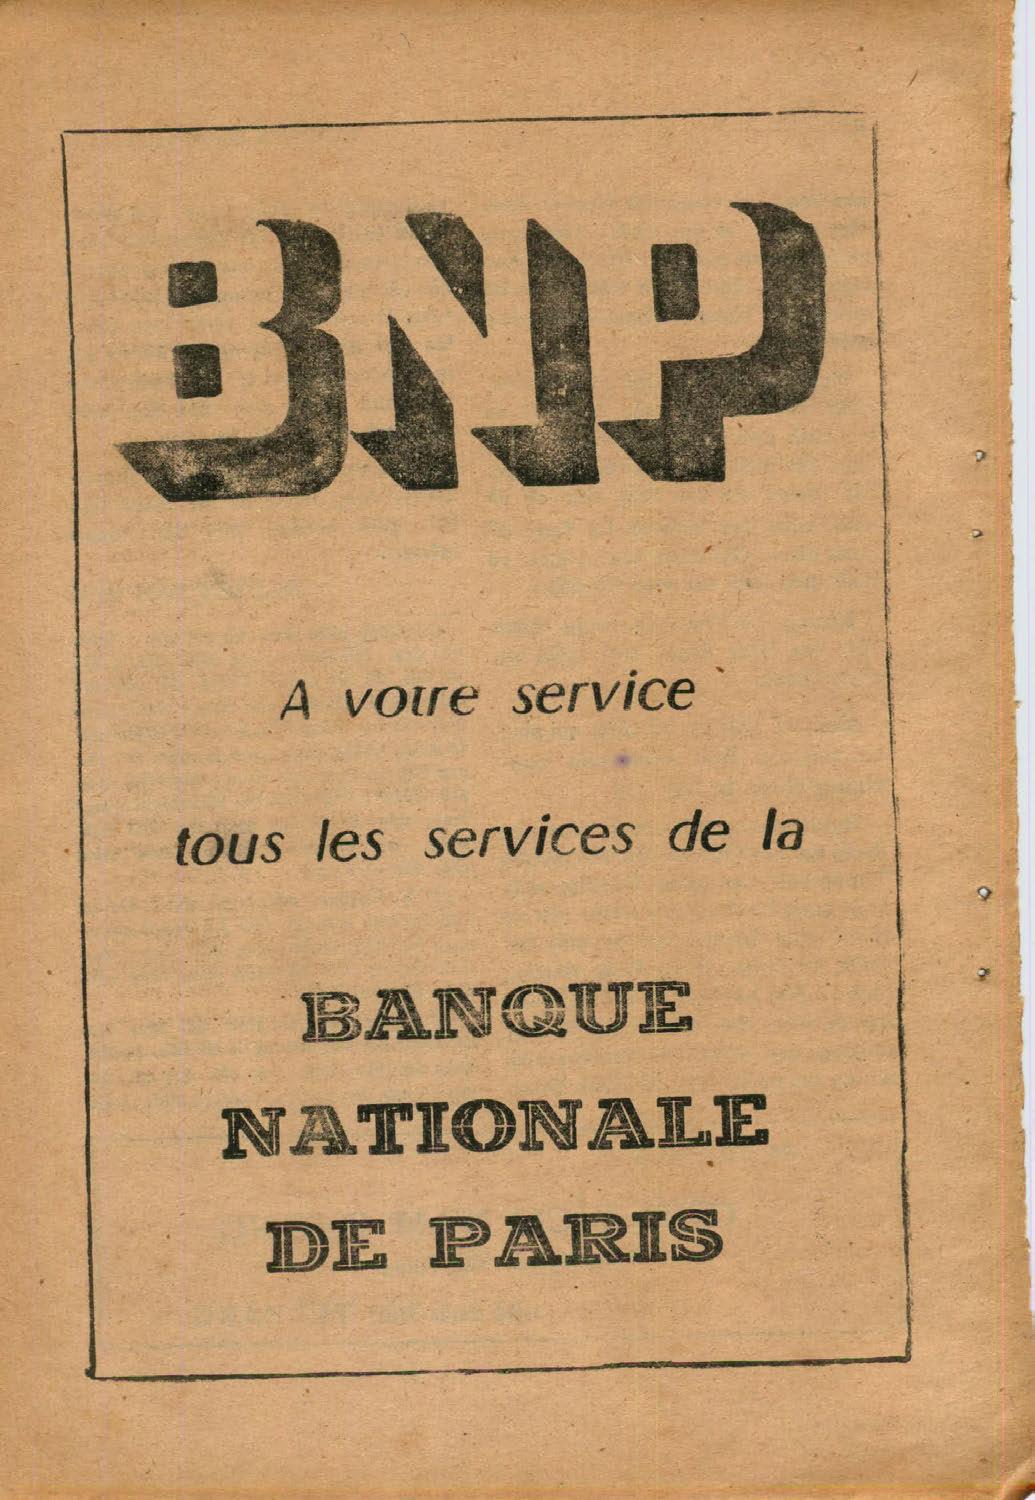 BNP
A votre service
tous les services de la
BANQUE
NATIONALE
DE PARIS